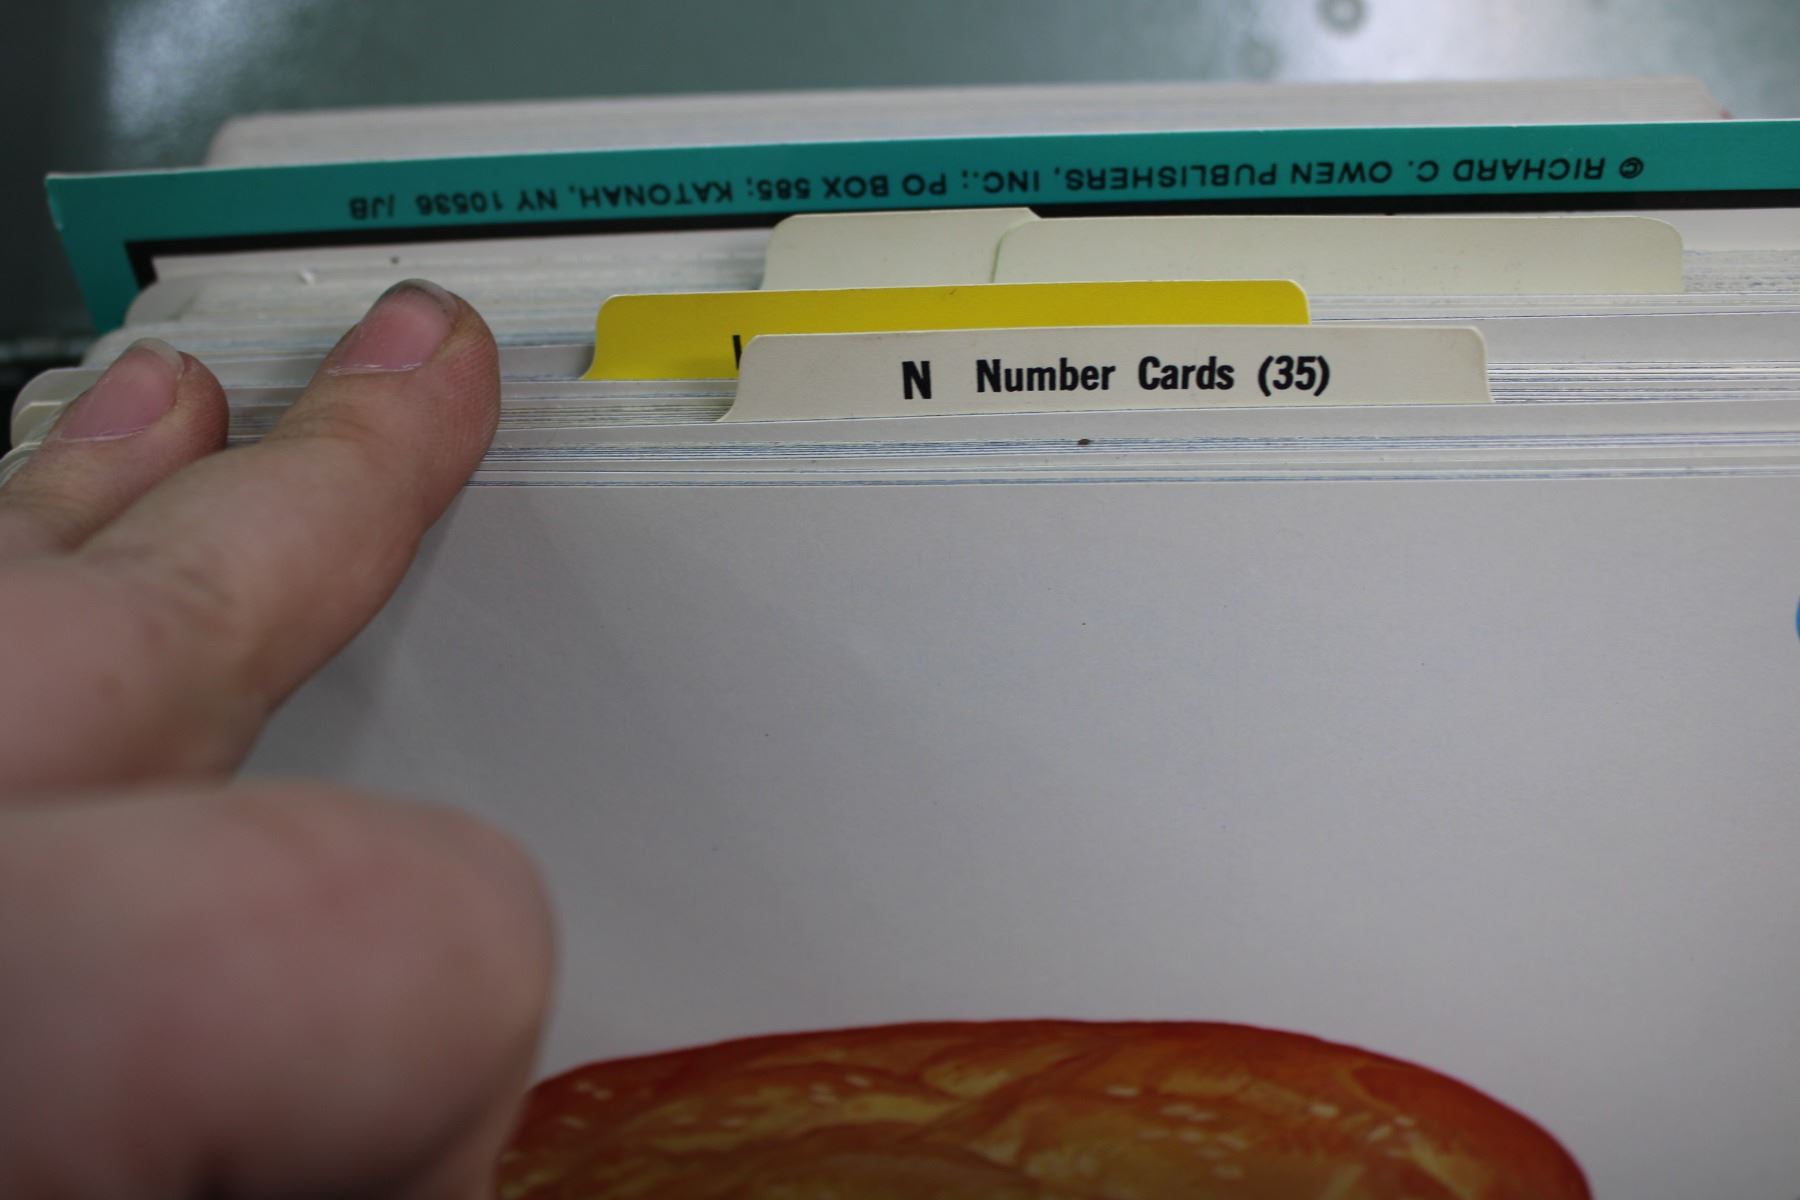 © RICHARD C. OWEN PUBLISHERS, INC.; PO BOX 585; KATONAH, NY 10536 /JB
N Number Cards (35)